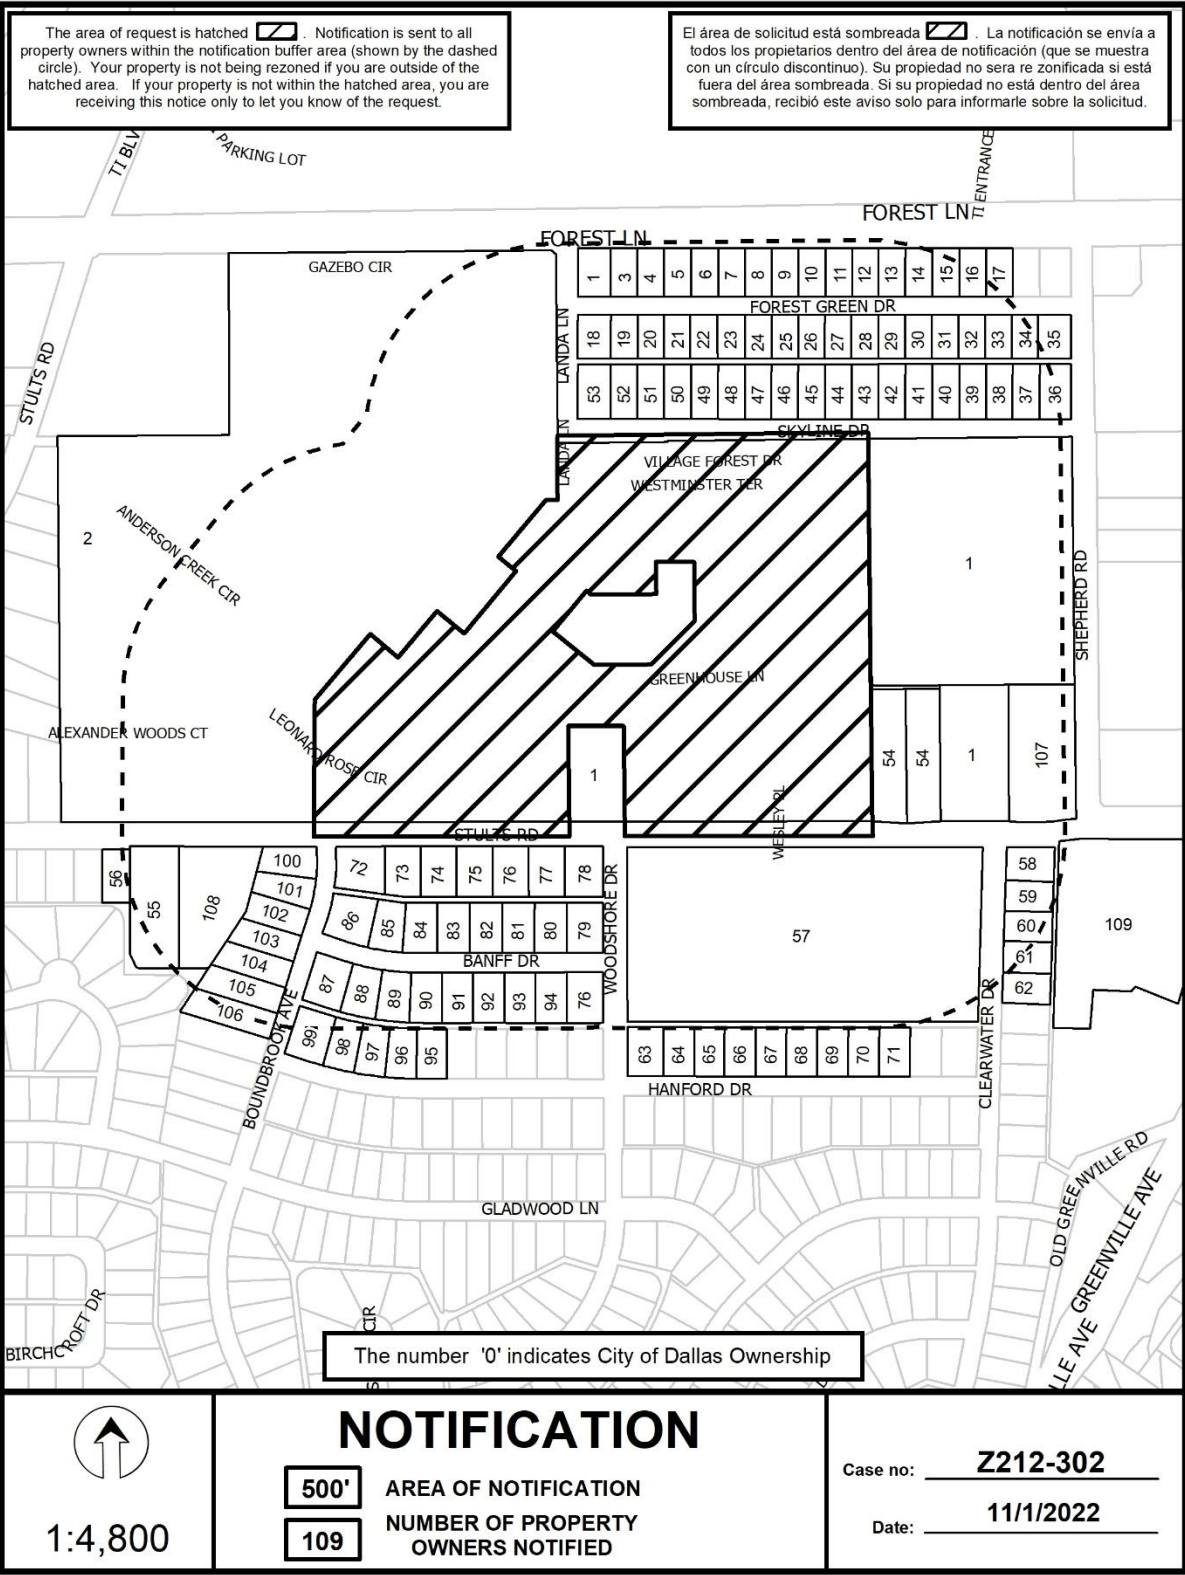 The area of request is hatched . Notification is sent to all
property owners within the notification buffer area (shown by the dashed
circle). Your property is not being rezoned if you are outside of the
hatched area. If your property is not within the hatched area, you are
receiving this notice only to let you know of the request.
El área de solicitud está sombreada . La notificación se envía a
todos los propietarios dentro del área de notificación (que se muestra
con un círculo discontinuo). Su propiedad no sera re zonificada si está
fuera del área sombreada. Si su propiedad no está dentro del área
sombreada, recibió este aviso solo para informarle sobre la solicitud.
TI BLV
PARKING LOT
TI ENTRANCE
FOREST LN
FOREST LN
GAZEBO CIR
1 3 4 5 6 7 8 9 10 11 12 13 14 15 16 17
FOREST GREEN DR
LANDA LN
18 19 20 21 22 23 24 25 26 27 28 29 30 31 32 33 34 35
STULTS RD
53 52 51 50 49 48 47 46 45 44 43 42 41 40 39 38 37 36
SKYLINE DR
LANDA LN
VILLAGE FOREST DR
WESTMINSTER TER
2
ANDERSON CREEK CIR
1
SHEPHERD RD
GREENHOUSE LN
ALEXANDER WOODS CT
LEONARD ROSE CIR
1
54 54 1 107
WESLEY PL
STULTS RD
56 55 108
100
101
102
103
104
105
106
72 73 74 75 76 77 78
86 85 84 83 82 81 80 79
BANFF DR
87 88 89 90 91 92 93 94 76
99 98 97 96 95
WOODSHORE DR
57
58
59
60
61
62
109
63 64 65 66 67 68 69 70 71
HANFORD DR
BOUNDBROOK AVE
CLEARWATER DR
GLADWOOD LN
OLD GREENVILLE RD
GREENVILLE AVE
LLE AVE
BIRCHCROFT DR
CIR
S
The number '0' indicates City of Dallas Ownership
1:4,800
NOTIFICATION
500' AREA OF NOTIFICATION
109 NUMBER OF PROPERTY
OWNERS NOTIFIED
Case no: Z212-302
Date: 11/1/2022